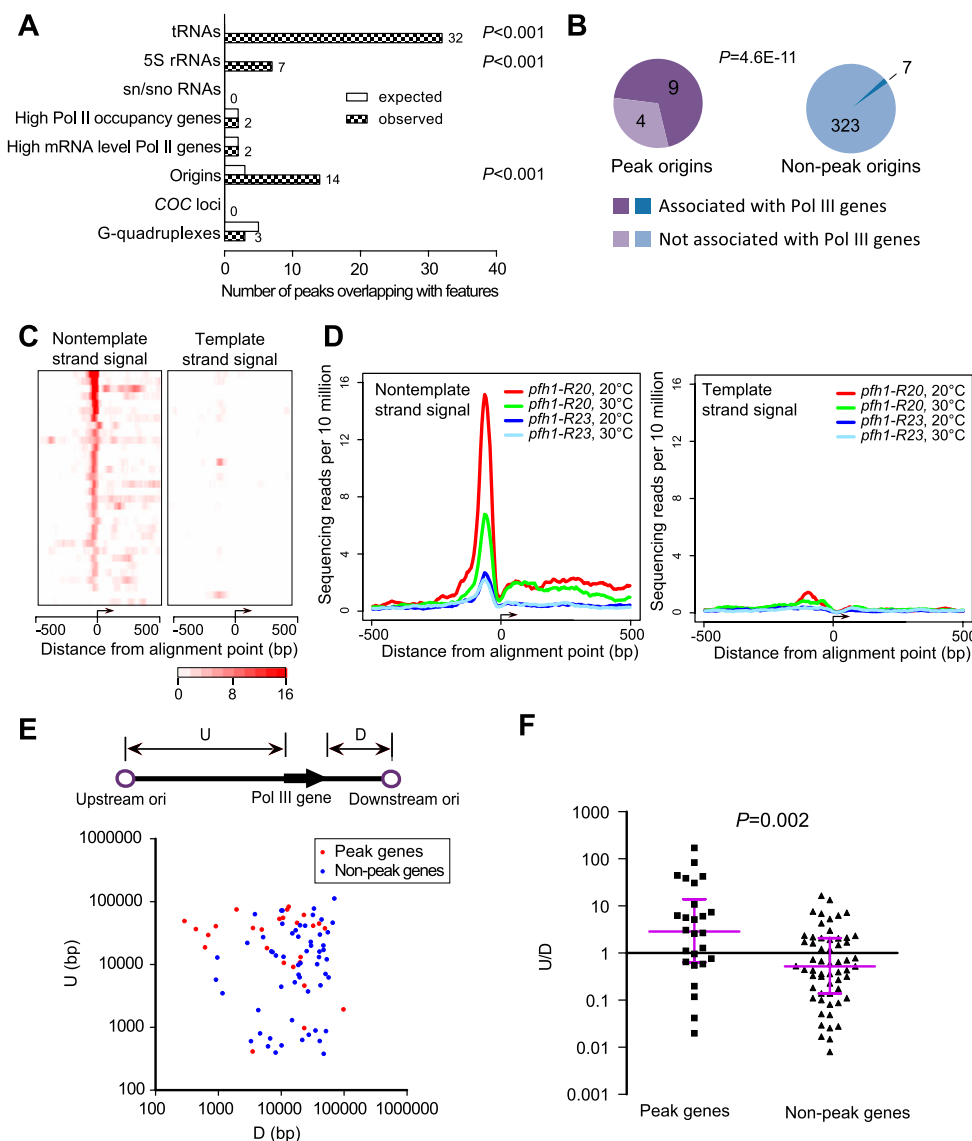 A
tRNAs
32
P<0.001
5S rRNAs
7
P<0.001
sn/sno RNAs
0
expected
High Pol II occupancy genes
2
observed
High mRNA level Pol II genes
2
Origins
14
P<0.001
COC loci
0
G-quadruplexes
3
0 10 20 30 40
Number of peaks overlapping with features
B
P=4.6E-11
9
4
7
323
Peak origins
Non-peak origins
Associated with Pol III genes
Not associated with Pol III genes
C
Nontemplate
strand signal
Template
strand signal
-500 0 500
-500 0 500
Distance from alignment point (bp)
0 8 16
D
Nontemplate
strand signal
pfh1-R20, 20°C
pfh1-R20, 30°C
pfh1-R23, 20°C
pfh1-R23, 30°C
Sequencing reads per 10 million
16
12
8
4
0
-500 0 500
Distance from alignment point (bp)
Template
strand signal
pfh1-R20, 20°C
pfh1-R20, 30°C
pfh1-R23, 20°C
pfh1-R23, 30°C
Sequencing reads per 10 million
16
12
8
4
0
-500 0 500
Distance from alignment point (bp)
E
U
D
Upstream ori
Pol III gene
Downstream ori
Peak genes
Non-peak genes
U (bp)
1000000
100000
10000
1000
100
100 1000 10000 100000 1000000
D (bp)
F
P=0.002
U/D
1000
100
10
1
0.1
0.01
0.001
Peak genes
Non-peak genes